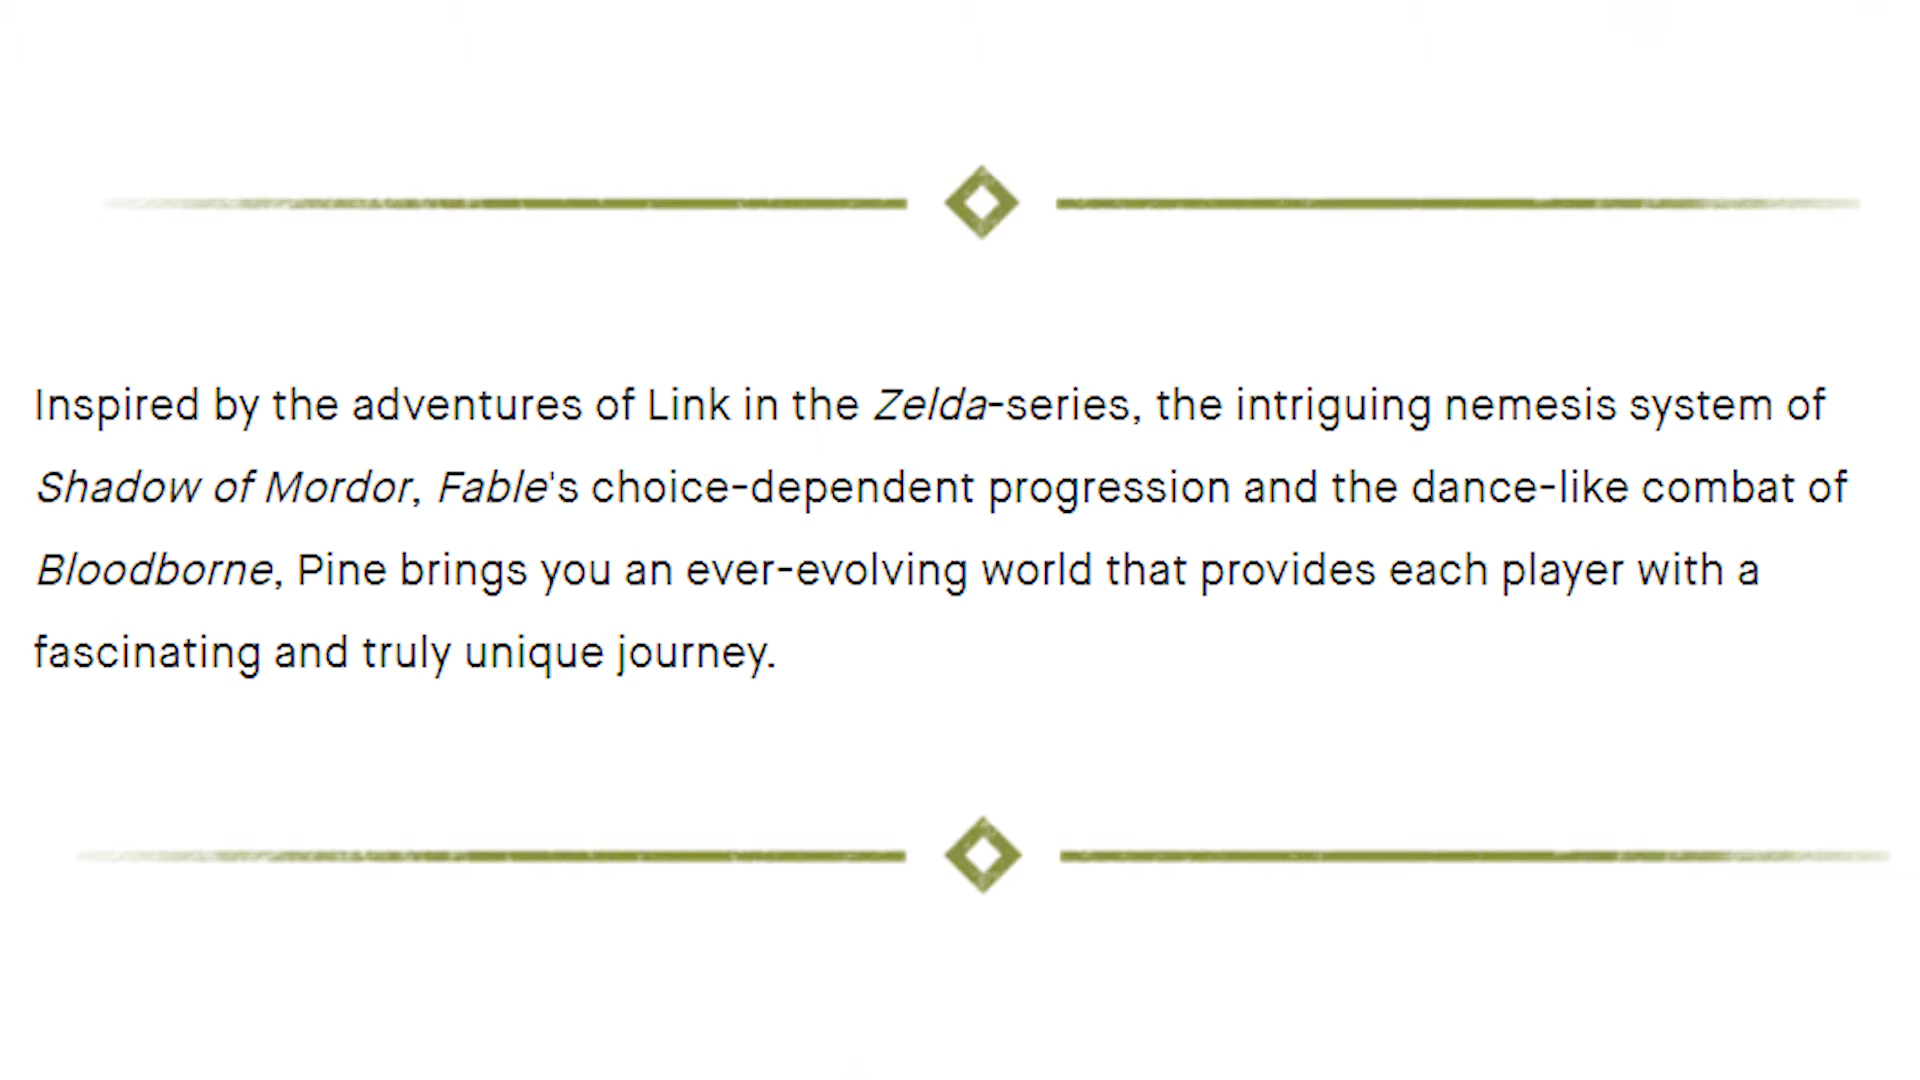 Inspired by the adventures of Link in the Zelda-series, the intriguing nemesis system of
Shadow of Mordor, Fable's choice-dependent progression and the dance-like combat of
Bloodborne, Pine brings you an ever-evolving world that provides each player with a
fascinating and truly unique journey.